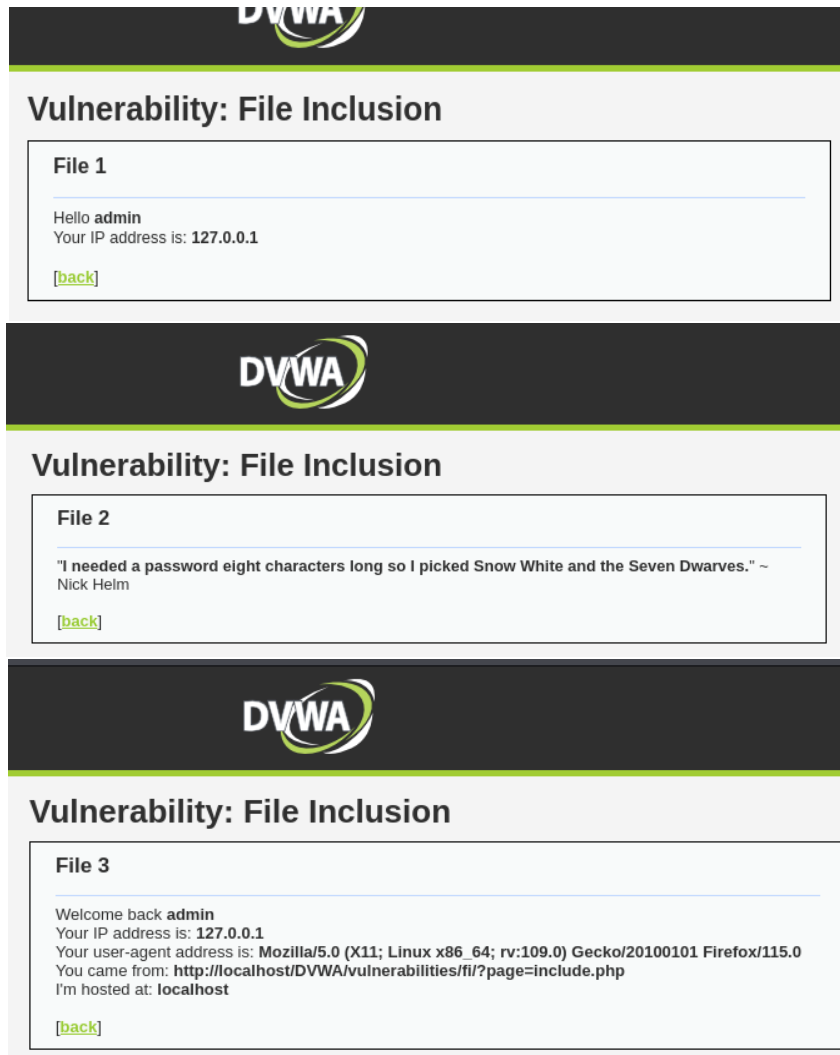 DVWA
Vulnerability: File Inclusion
File 1
Hello admin
Your IP address is: 127.0.0.1
[back]
DVWA
Vulnerability: File Inclusion
File 2
"I needed a password eight characters long so I picked Snow White and the Seven Dwarves." ~
Nick Helm
[back]
DVWA
Vulnerability: File Inclusion
File 3
Welcome back admin
Your IP address is: 127.0.0.1
Your user-agent address is: Mozilla/5.0 (X11; Linux x86_64; rv:109.0) Gecko/20100101 Firefox/115.0
You came from: http://localhost/DVWA/vulnerabilities/fi/?page=include.php
I'm hosted at: localhost
[back]